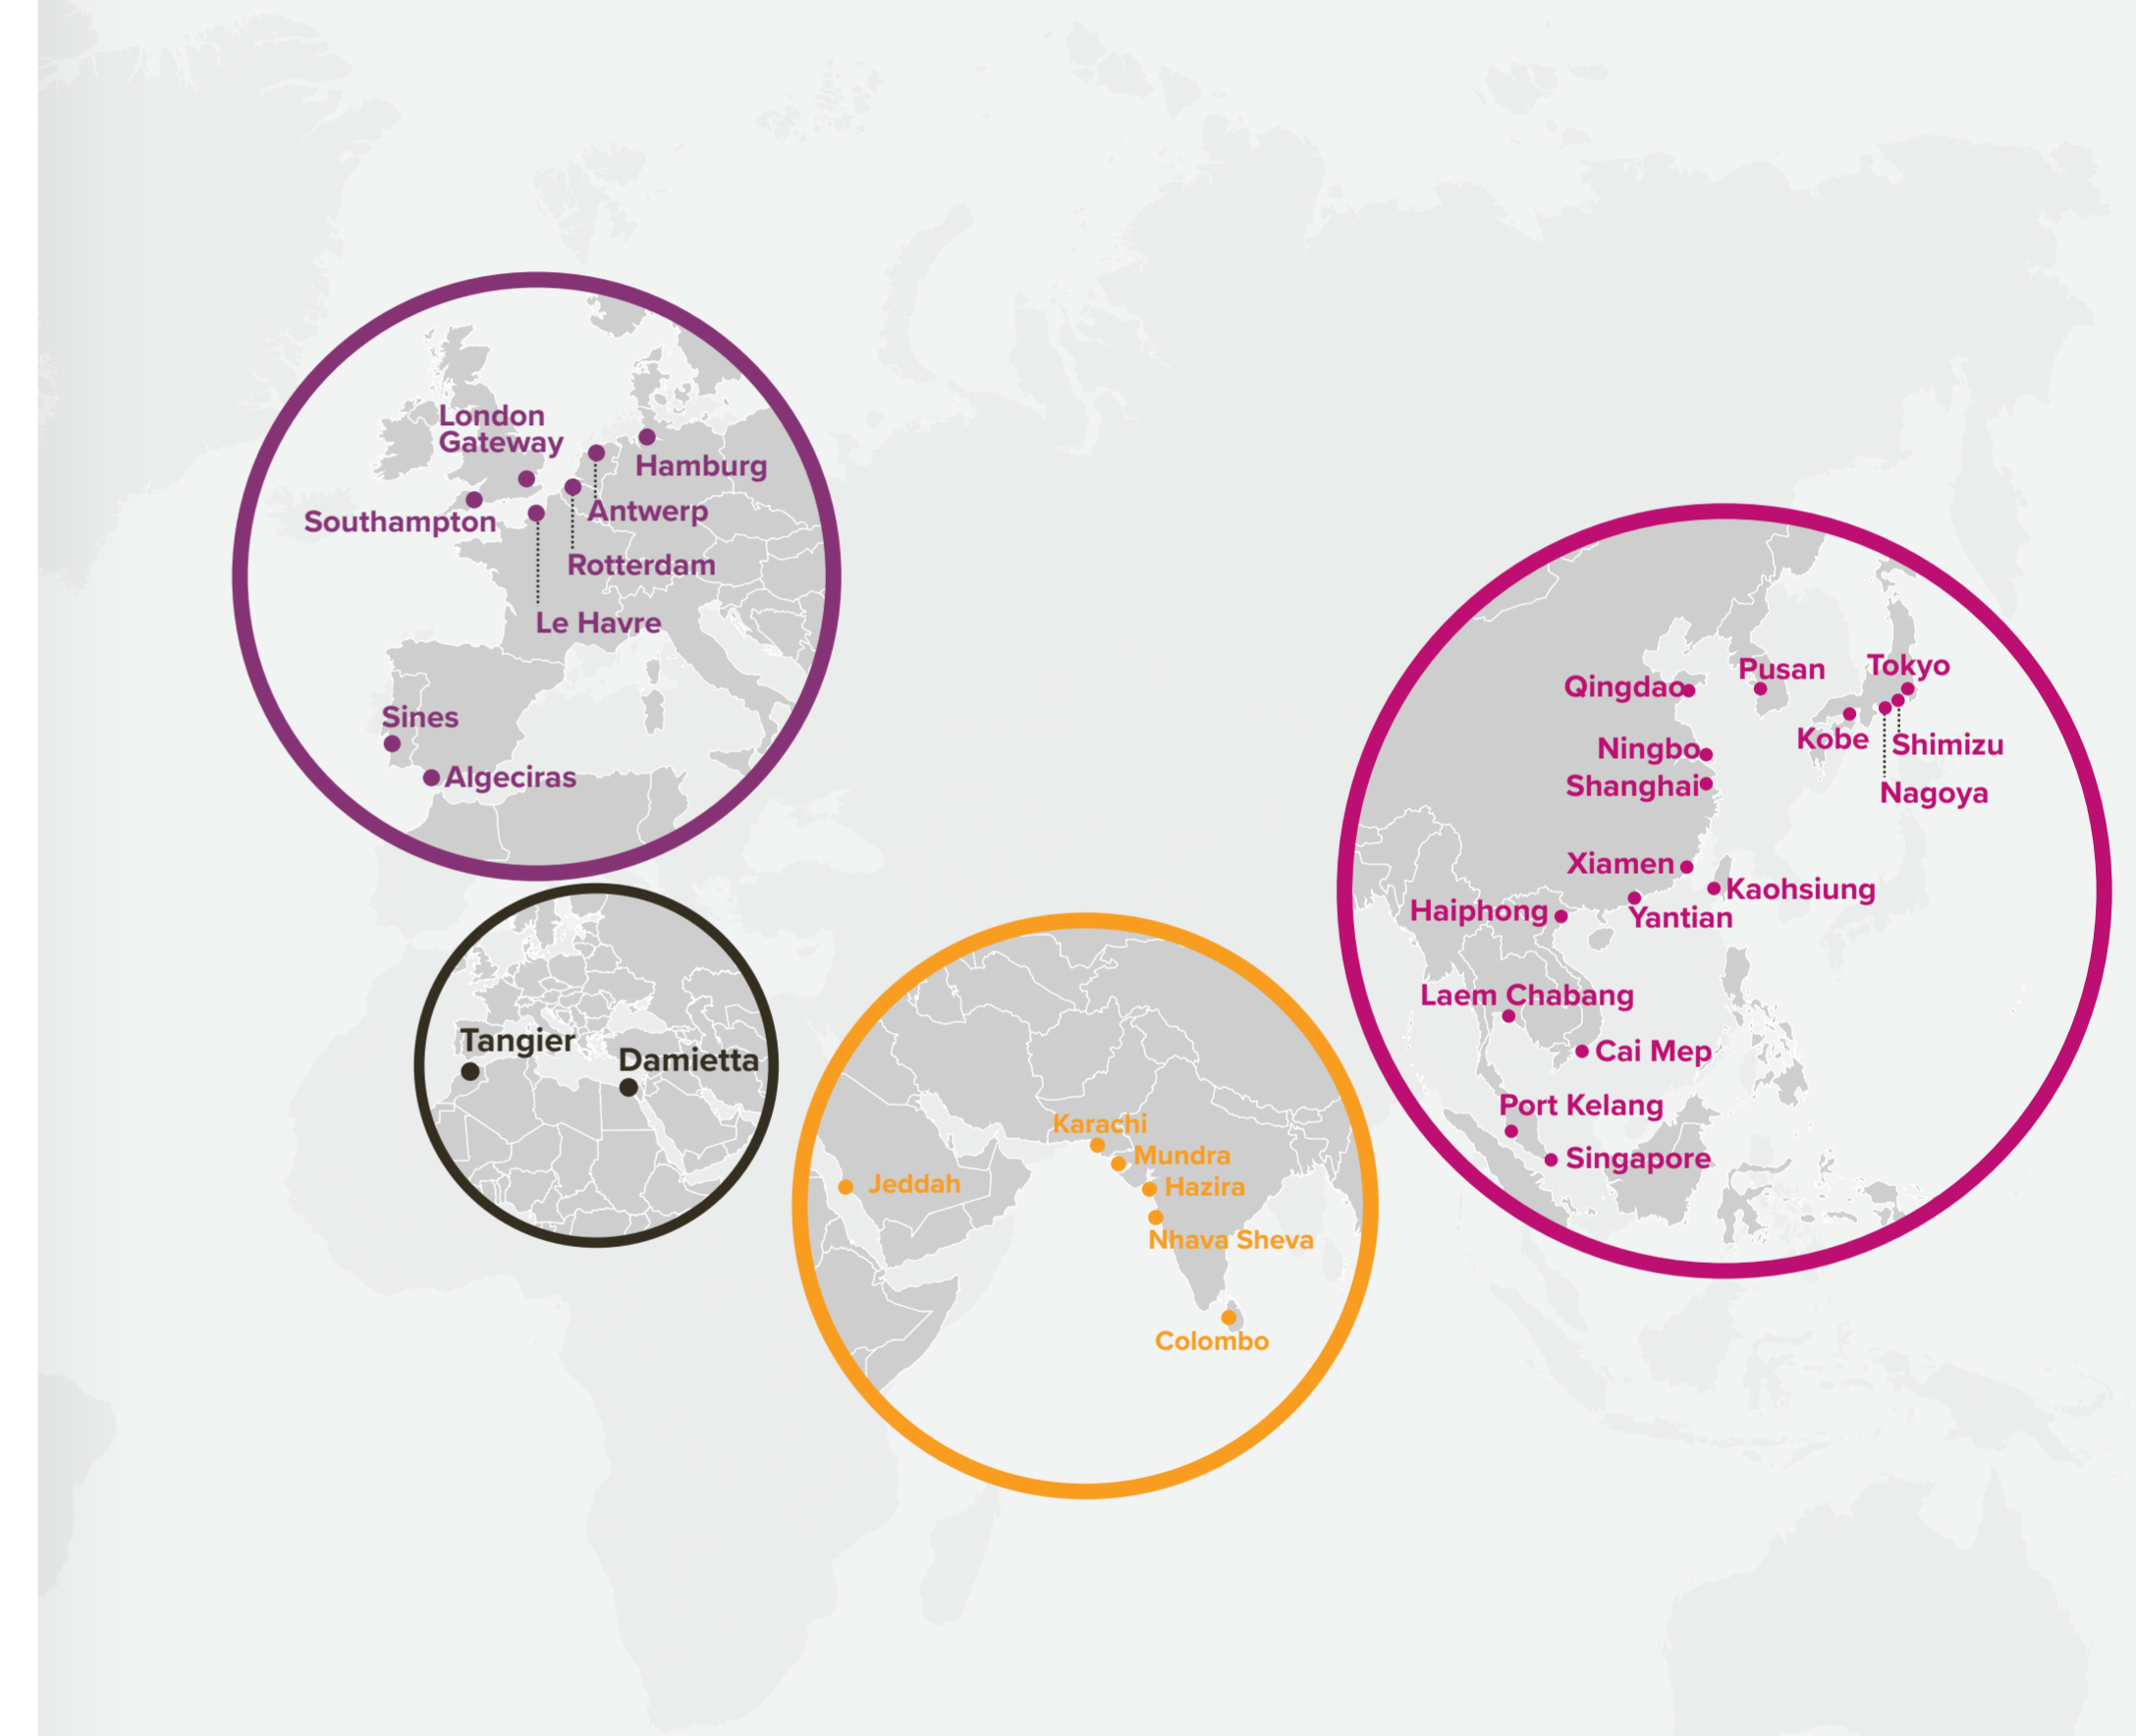 London
Gateway
Hamburg
Southampton
Antwerp
Rotterdam
Le Havre
Sines
Algeciras
Tangier
Damietta
Karachi
Mundra
Jeddah
Hazira
Nhava Sheva
Colombo
Qingdao
Pusan
Tokyo
Ningbo
Kobe
Shimizu
Shanghai
Nagoya
Xiamen
Kaohsiung
Haiphong
Yantian
Laem Chabang
Cai Mep
Port Kelang
Singapore